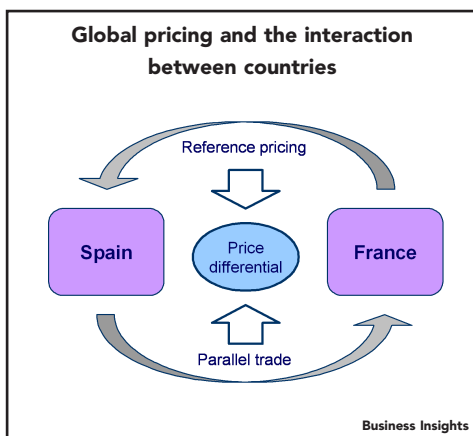 Global pricing and the interaction
between countries
Reference pricing
Spain
Price
differential
France
Parallel trade
Business Insights